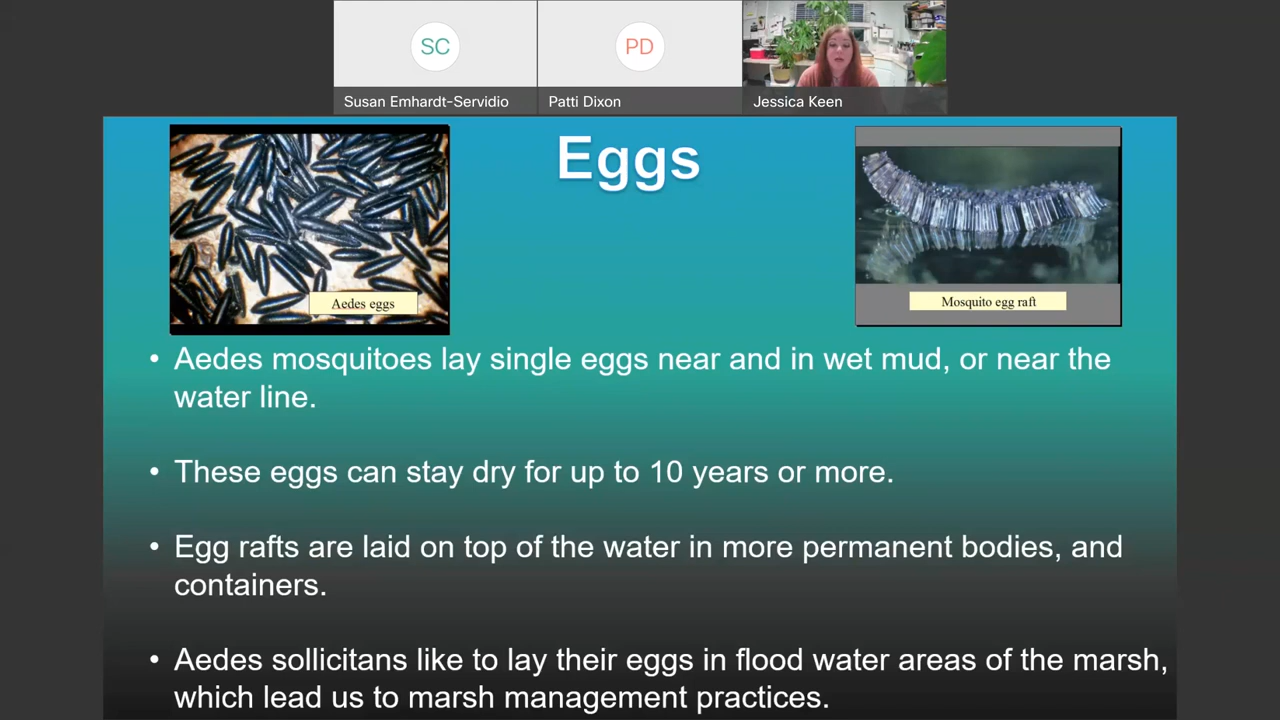 SC
PD
Susan Emhardt-Servidio
Patti Dixon
Jessica Keen
Eggs
Aedes eggs
Mosquito egg raft
• Aedes mosquitoes lay single eggs near and in wet mud, or near the
water line.
• These eggs can stay dry for up to 10 years or more.
• Egg rafts are laid on top of the water in more permanent bodies, and
containers.
• Aedes sollicitans like to lay their eggs in flood water areas of the marsh,
which lead us to marsh management practices.